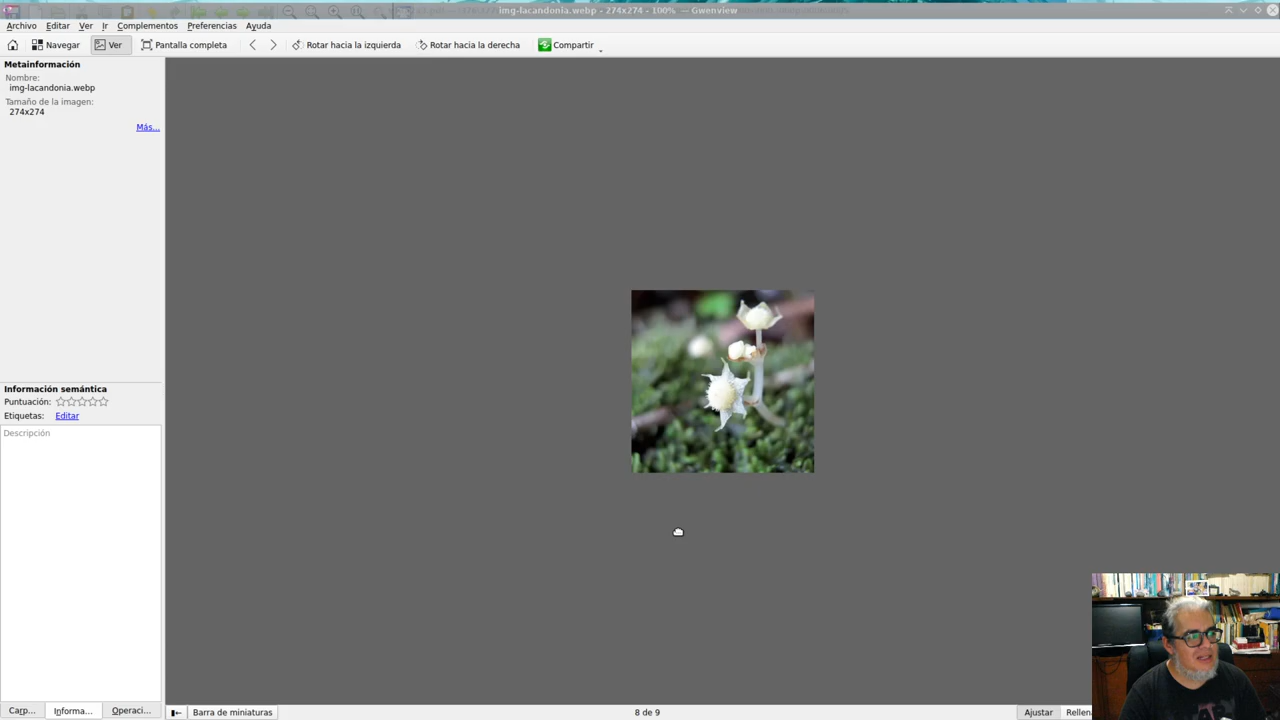 img-lacandonia.webp - 274x274 - 100% — Gwenview
Archivo Editar Ver Ir Complementos Preferencias Ayuda
Navegar Ver Pantalla completa Rotar hacia la izquierda Rotar hacia la derecha Compartir
Metainformación
Nombre:
img-lacandonia.webp
Tamaño de la imagen:
274x274
Más...
Información semántica
Puntuación:
Etiquetas: Editar
Descripción
Carp... Informa... Operaci... Barra de miniaturas 8 de 9 Ajustar Rellen